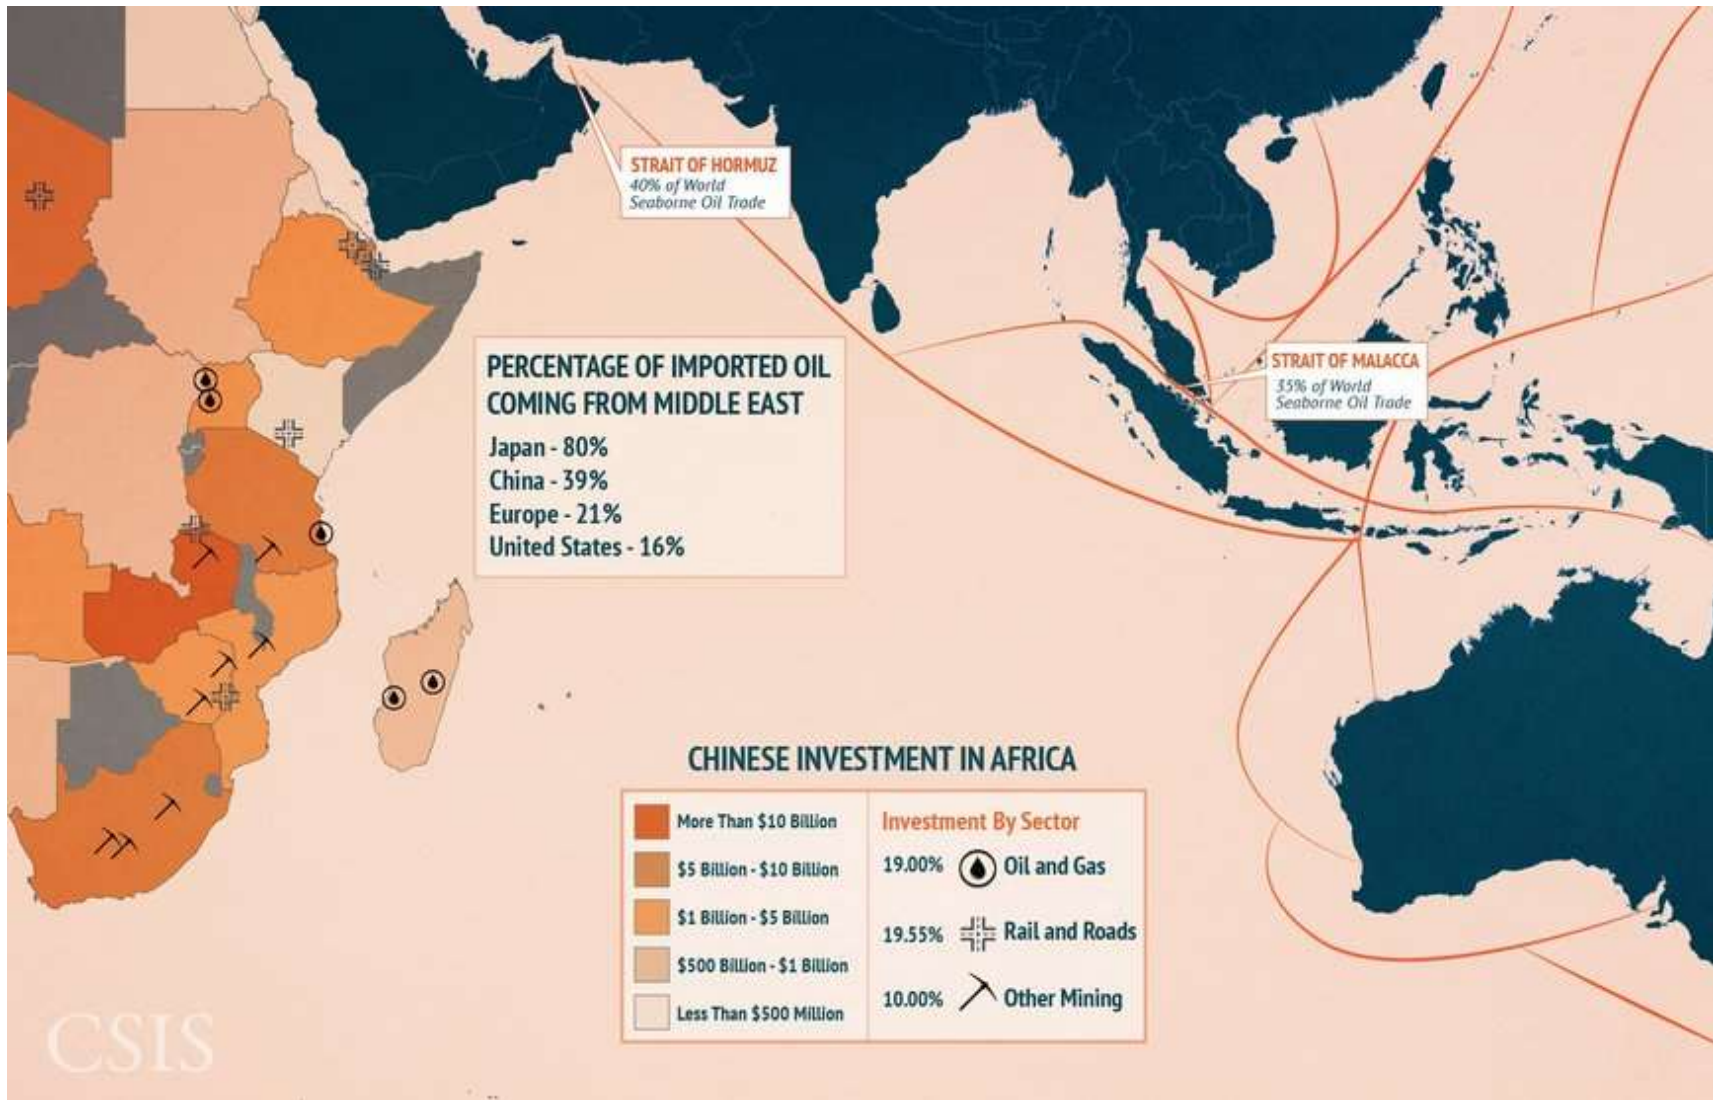 STRAIT OF HORMUZ
40% of World
Seaborne Oil Trade
STRAIT OF MALACCA
35% of World
Seaborne Oil Trade
PERCENTAGE OF IMPORTED OIL
COMING FROM MIDDLE EAST
Japan - 80%
China - 39%
Europe - 21%
United States - 16%
CHINESE INVESTMENT IN AFRICA
More Than $10 Billion
$5 Billion - $10 Billion
$1 Billion - $5 Billion
$500 Billion - $1 Billion
Less Than $500 Million
Investment By Sector
19.00% Oil and Gas
19.55% Rail and Roads
10.00% Other Mining
CSIS